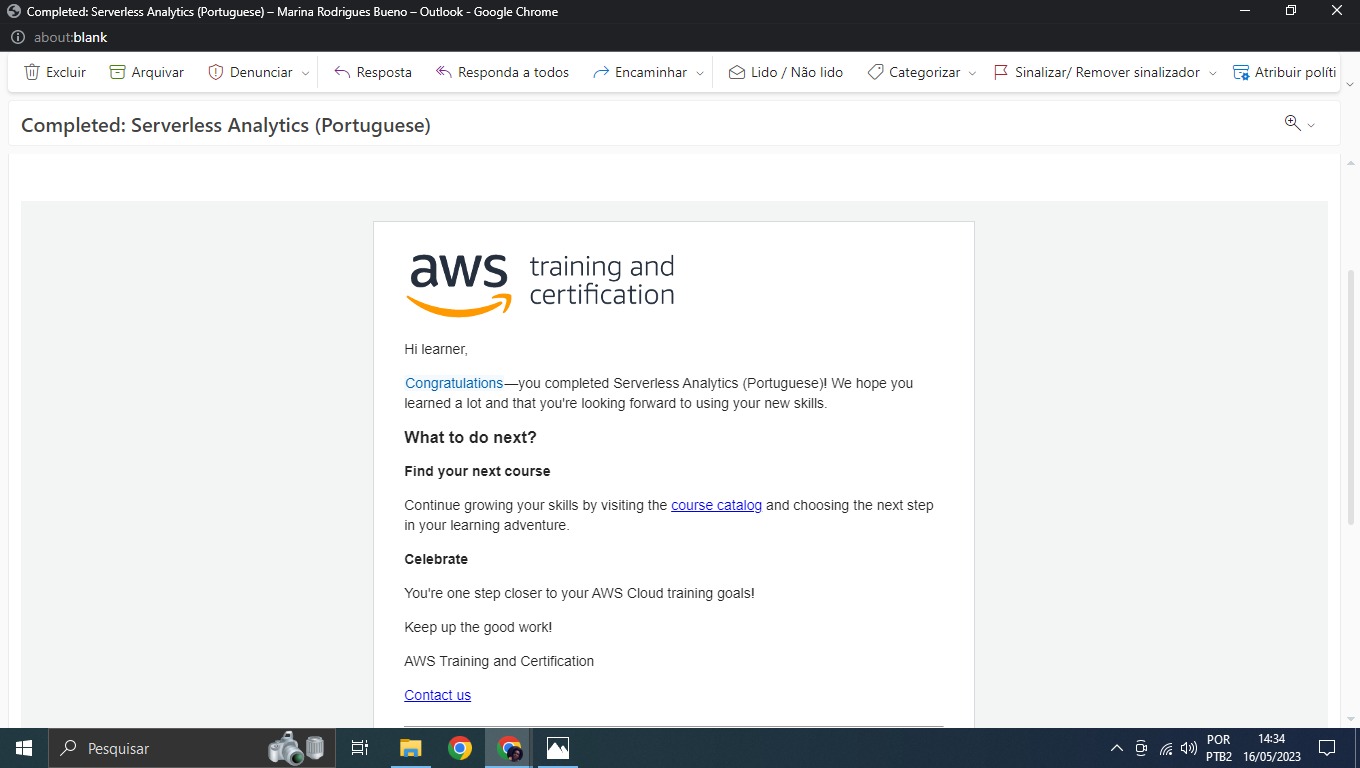 Completed: Serverless Analytics (Portuguese) – Marina Rodrigues Bueno – Outlook - Google Chrome
about:blank
Excluir Arquivar Denunciar Resposta Responda a todos Encaminhar Lido / Não lido Categorizar Sinalizar/ Remover sinalizador Atribuir políti
Completed: Serverless Analytics (Portuguese)
aws training and
certification
Hi learner,
Congratulations—you completed Serverless Analytics (Portuguese)! We hope you
learned a lot and that you're looking forward to using your new skills.
What to do next?
Find your next course
Continue growing your skills by visiting the course catalog and choosing the next step
in your learning adventure.
Celebrate
You're one step closer to your AWS Cloud training goals!
Keep up the good work!
AWS Training and Certification
Contact us
Pesquisar
POR 14:34
PTB2 16/05/2023